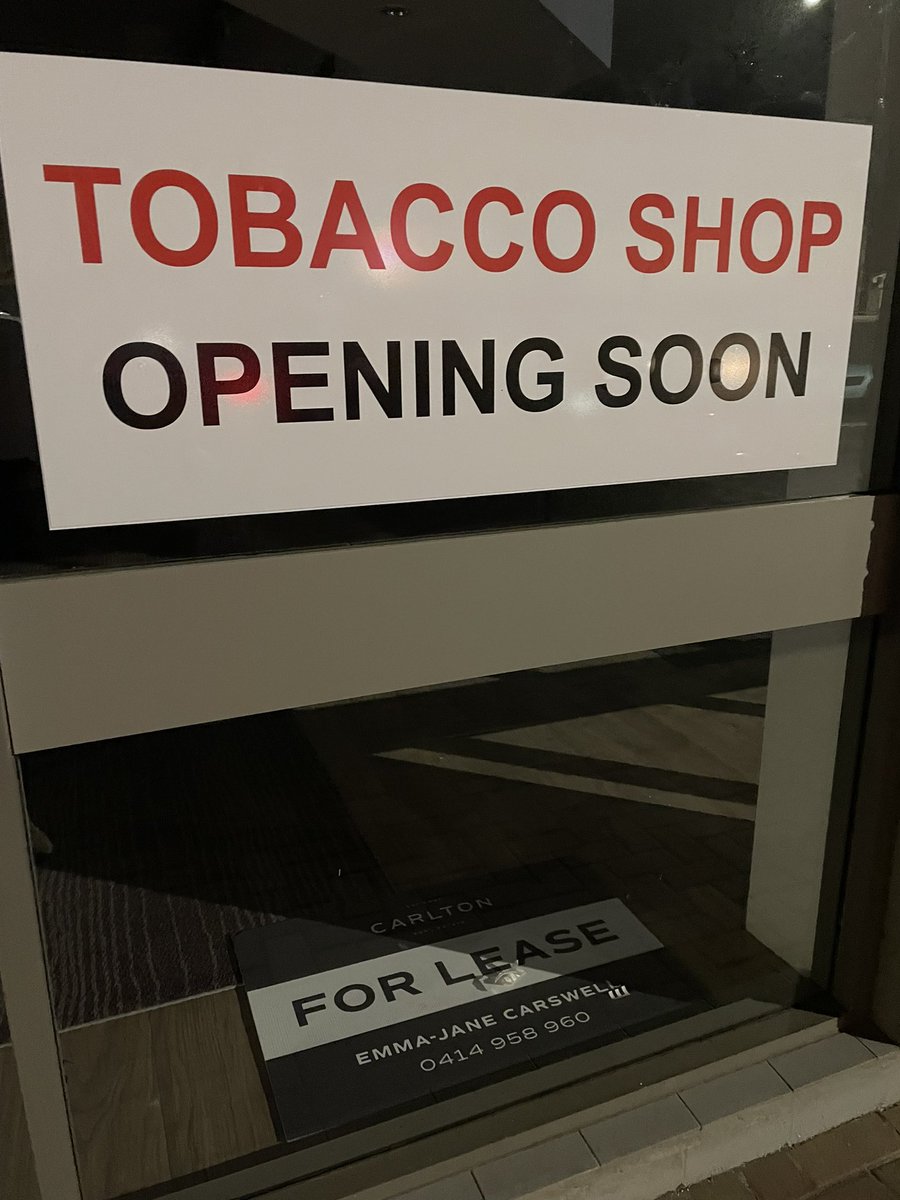 TOBACCO SHOP
OPENING SOON
CARLTON
FOR LEASE
EMMA-JANE CARSWELL
0414 958 960